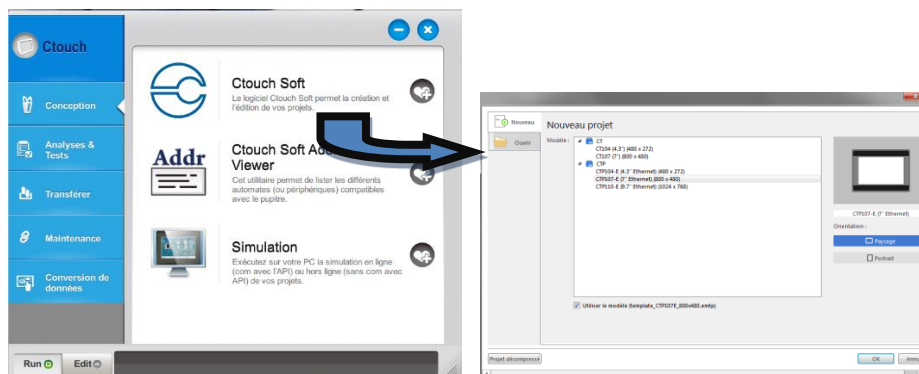 Ctouch
Conception
Analyses &
Tests
Transférer
Maintenance
Conversion de
données
Run
Edit
Ctouch Soft
Le logiciel Ctouch Soft permet la création et
l'édition de vos projets.
Addr
Ctouch Soft Ad
Viewer
Cet utilitaire permet de lister les différents
automates (ou périphériques) compatibles
avec le pupitre.
Simulation
Exécutez sur votre PC la simulation en ligne
(com avec l'API) ou hors ligne (sans com avec
API) de vos projets.
Nouveau
Ouvrir
Nouveau projet
Modèle :
CT
CT104 (4.3") (480 x 272)
CT107 (7") (800 x 480)
CTP
CTP104-E (4.3" Ethernet) (480 x 272)
CTP107-E (7" Ethernet) (800 x 480)
CTP110-E (9.7" Ethernet) (1024 x 768)
CTP107-E (7" Ethernet)
Orientation :
Paysage
Portrait
Utiliser le modèle (template_CTP107E_800x480.emtp)
Projet décompressé
OK
Annu